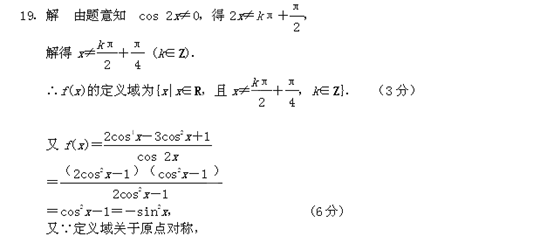 19. 解 由题意知 cos 2x≠0，得 2x≠kπ+π/2，
解得 x≠kπ/2+π/4 (k∈Z)．
∴f(x)的定义域为{x|x∈R，且 x≠kπ/2+π/4，k∈Z}． （3分）
又 f(x)=(2cos⁴x-3cos²x+1)/(cos 2x)
=(2cos²x-1)(cos²x-1)/(2cos²x-1)
=cos²x-1=-sin²x， （6分）
又∵定义域关于原点对称，